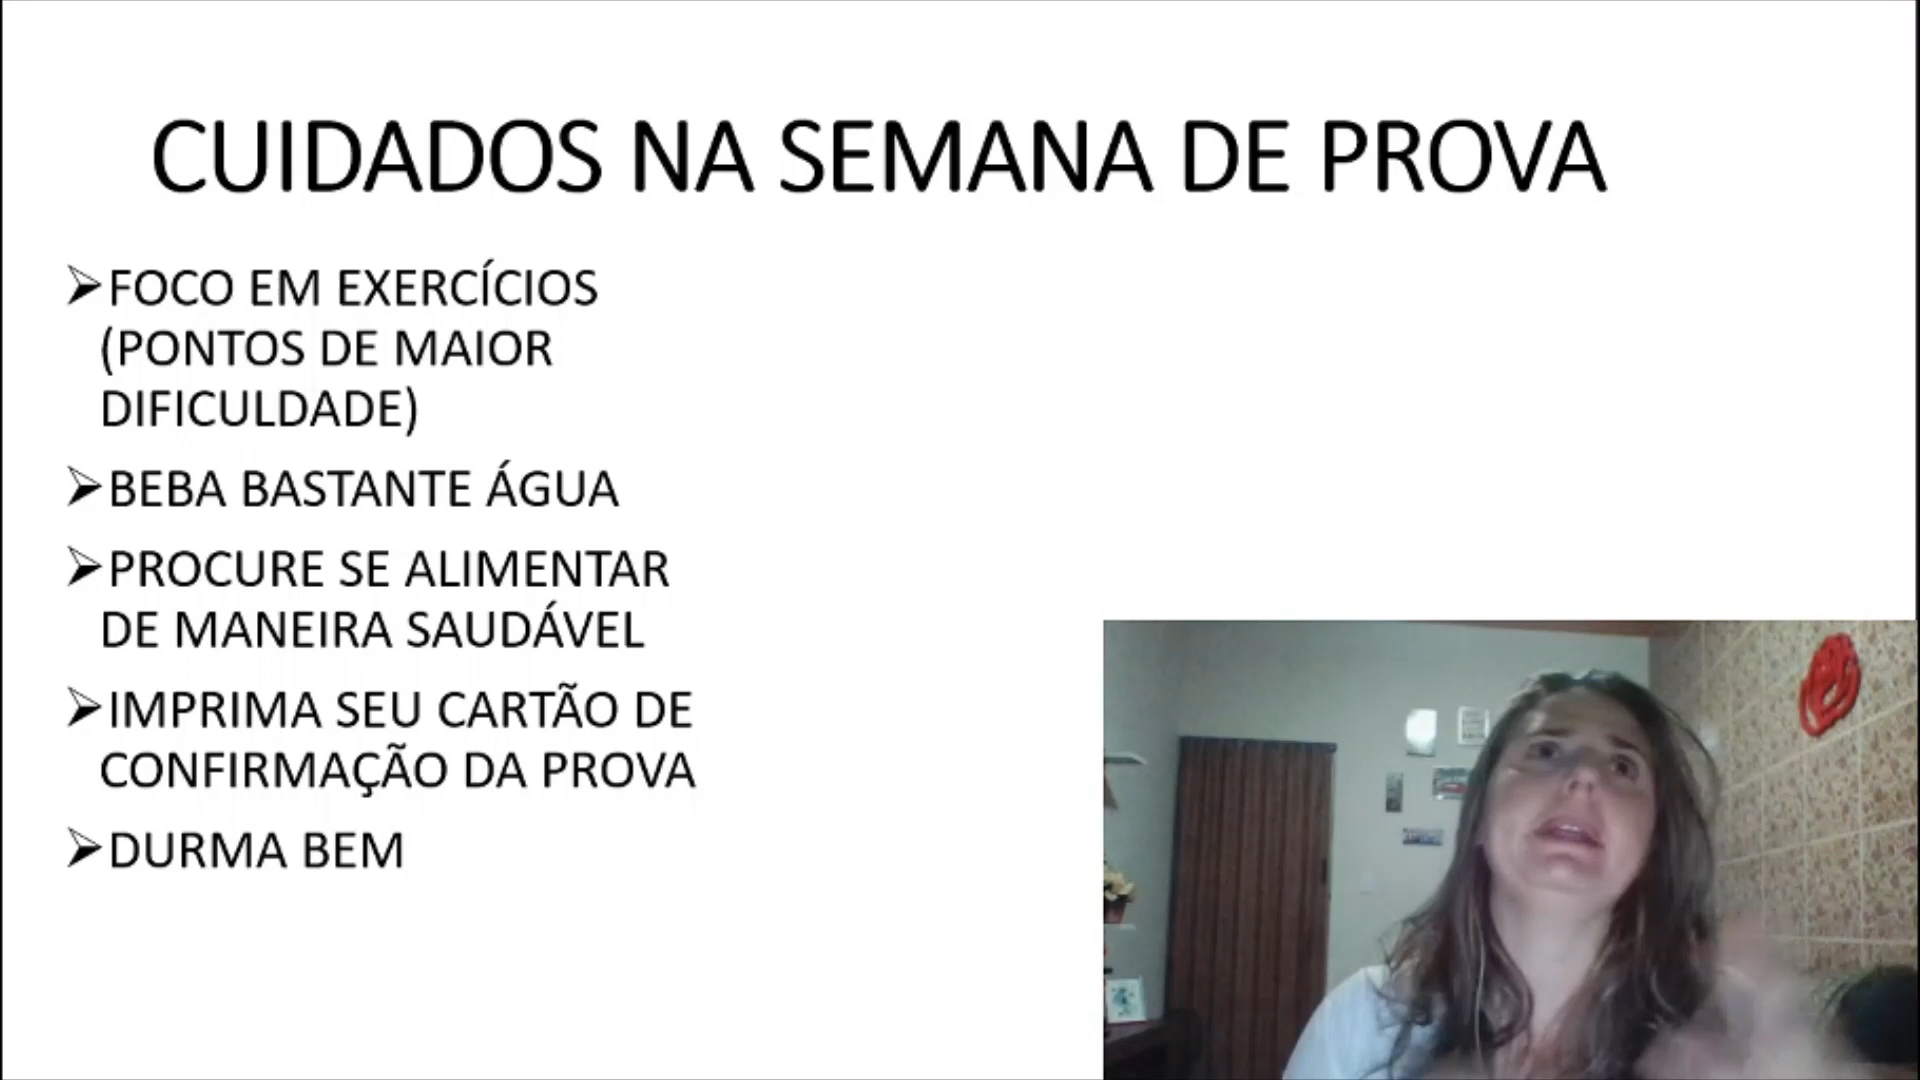 CUIDADOS NA SEMANA DE PROVA
➢FOCO EM EXERCÍCIOS
(PONTOS DE MAIOR
DIFICULDADE)
➢BEBA BASTANTE ÁGUA
➢PROCURE SE ALIMENTAR
DE MANEIRA SAUDÁVEL
➢IMPRIMA SEU CARTÃO DE
CONFIRMAÇÃO DA PROVA
➢DURMA BEM